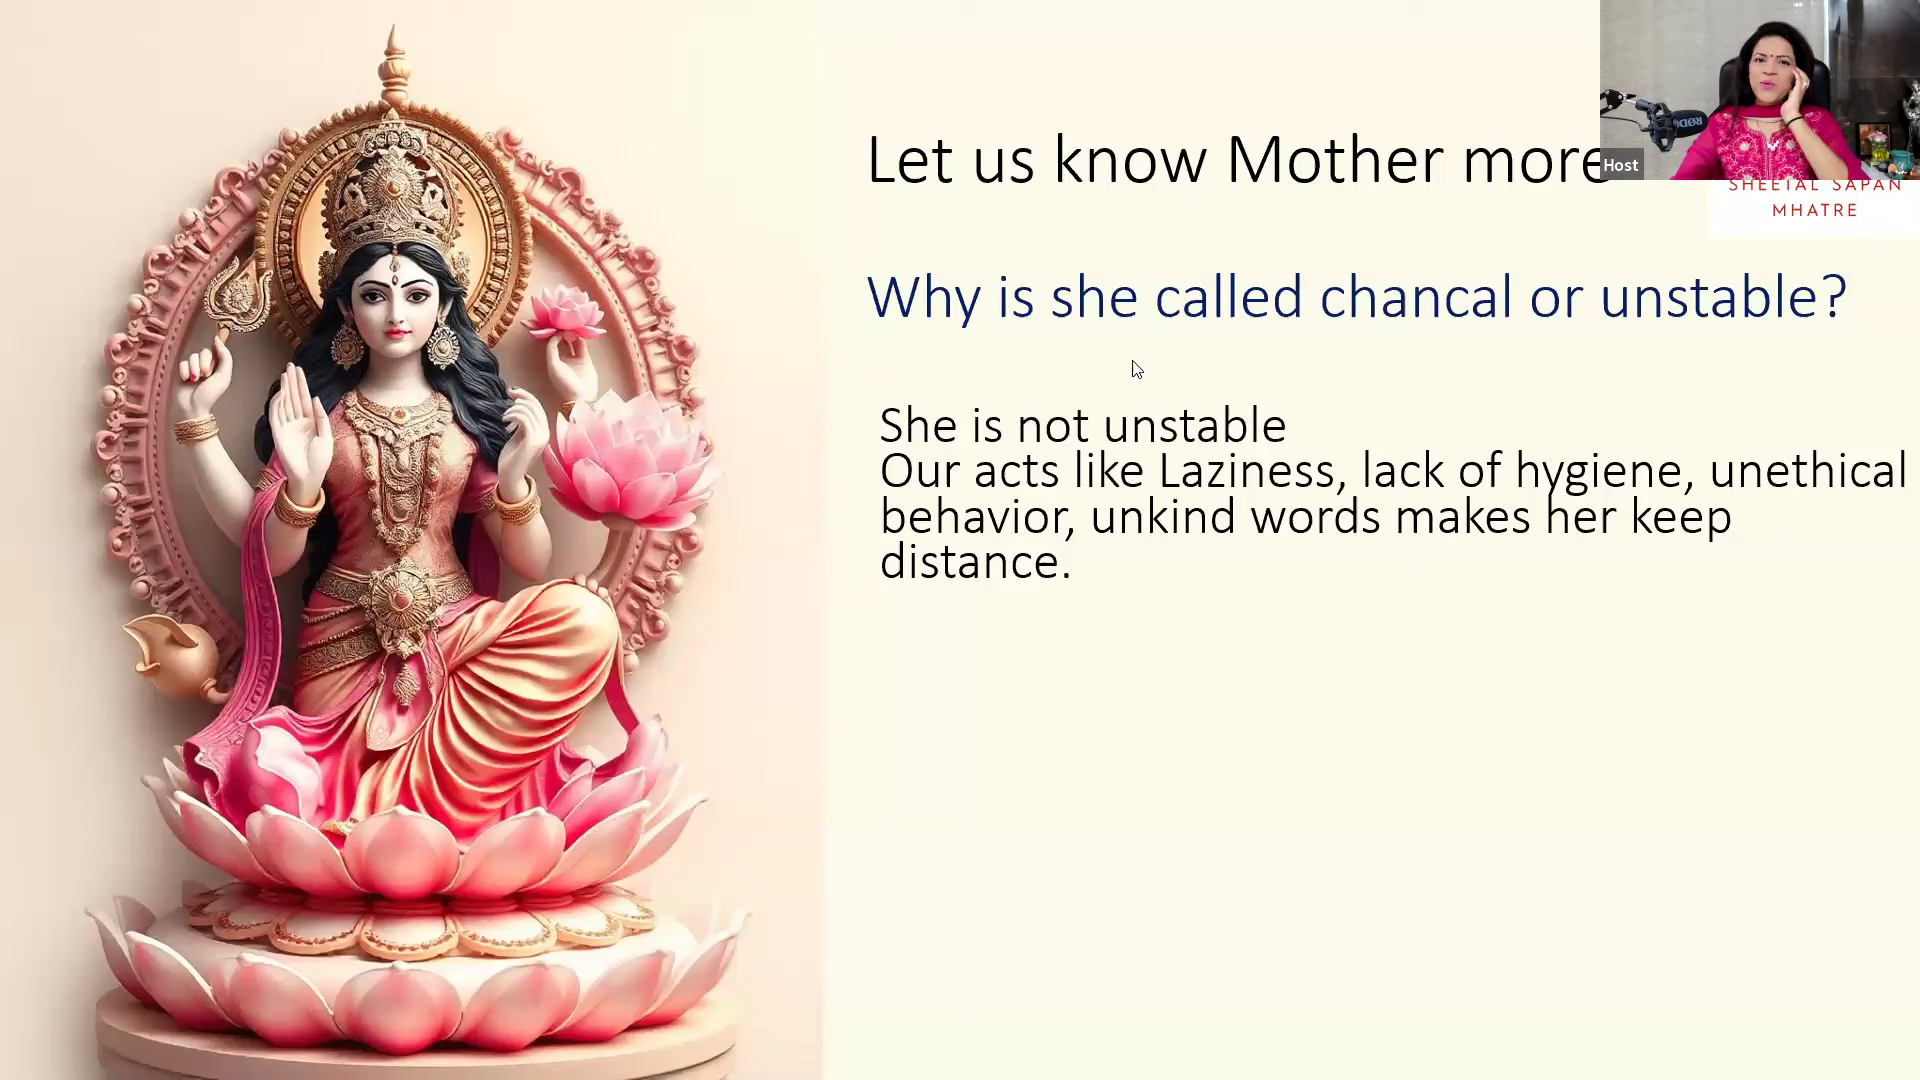 Let us know Mother more
Host
RØDE
SHEETAL SAPAN
MHATRE
Why is she called chancal or unstable?
She is not unstable
Our acts like Laziness, lack of hygiene, unethical
behavior, unkind words makes her keep
distance.